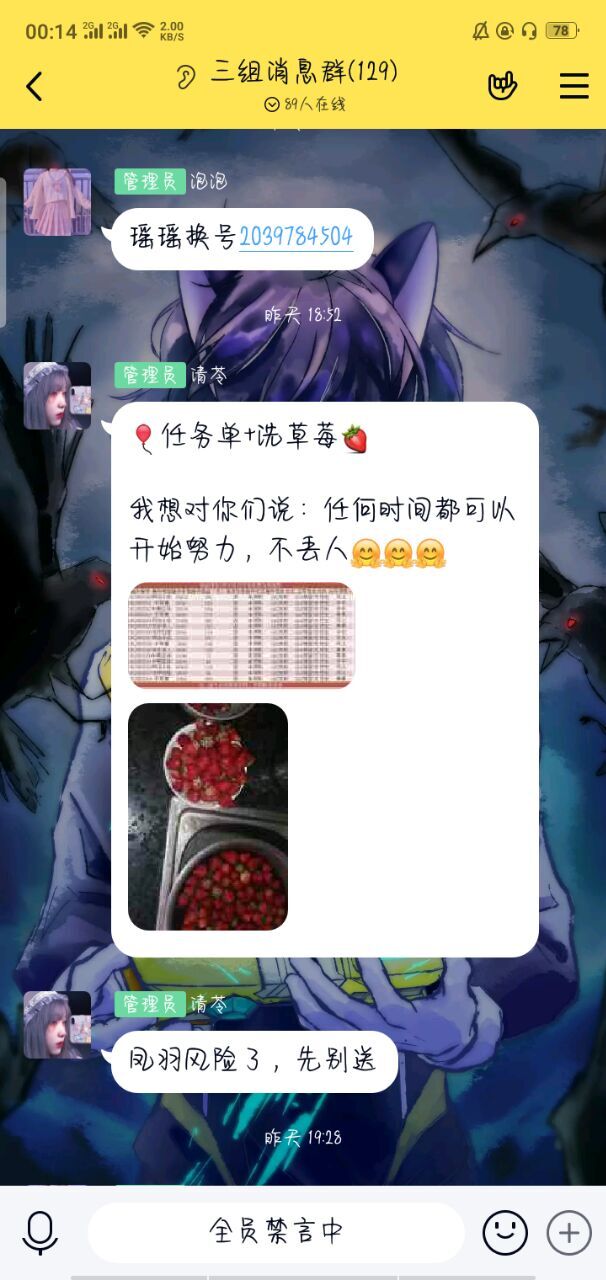 00:14 2G 2G 2.00 KB/S 78
三组消息群(129)
89人在线
管理员 泡泡
瑶瑶换号2039784504
昨天 18:52
管理员 清苓
🎈任务单+洗草莓🍓
我想对你们说：任何时间都可以
开始努力，不丢人🤗🤗🤗
管理员 清苓
凤羽风险了，先别送
昨天 19:28
全员禁言中